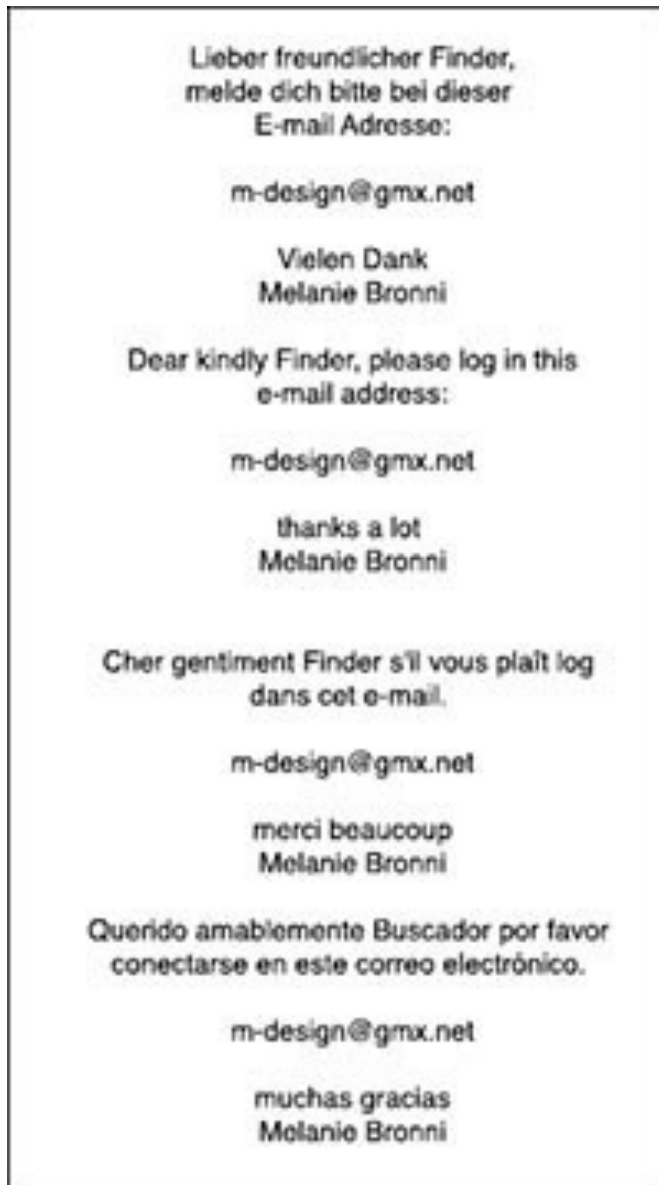 Lieber freundlicher Finder,
melde dich bitte bei dieser
E-mail Adresse:
m-design@gmx.net
Vielen Dank
Melanie Bronni
Dear kindly Finder, please log in this
e-mail address:
m-design@gmx.net
thanks a lot
Melanie Bronni
Cher gentiment Finder s'il vous plaît log
dans cet e-mail.
m-design@gmx.net
merci beaucoup
Melanie Bronni
Querido amablemente Buscador por favor
conectarse en este correo electrónico.
m-design@gmx.net
muchas gracias
Melanie Bronni